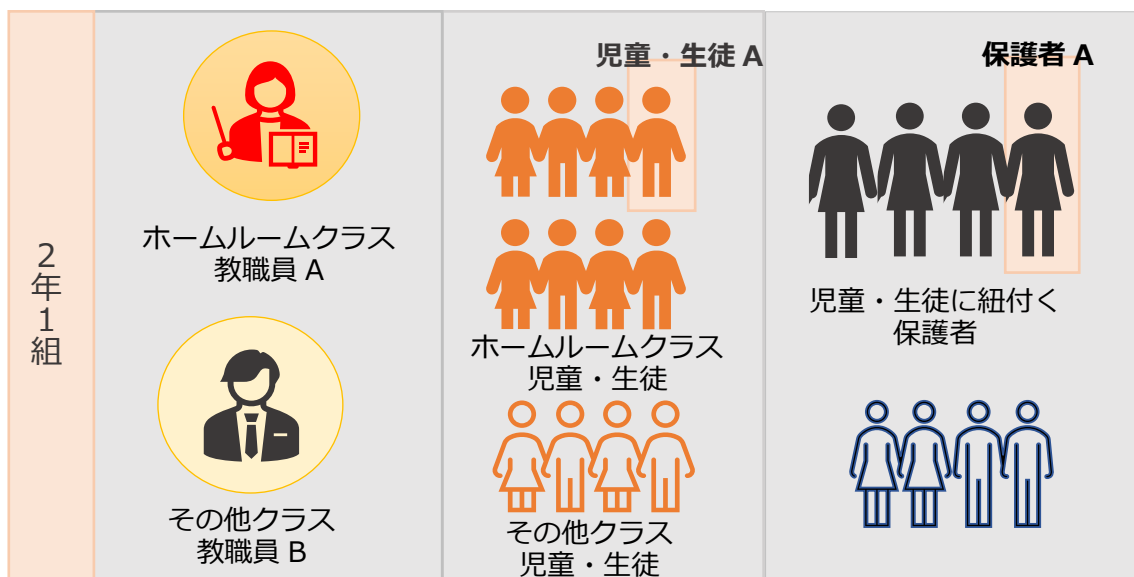 2年1組
ホームルームクラス
教職員 A
その他クラス
教職員 B
児童・生徒 A
ホームルームクラス
児童・生徒
その他クラス
児童・生徒
保護者 A
児童・生徒に紐付く
保護者